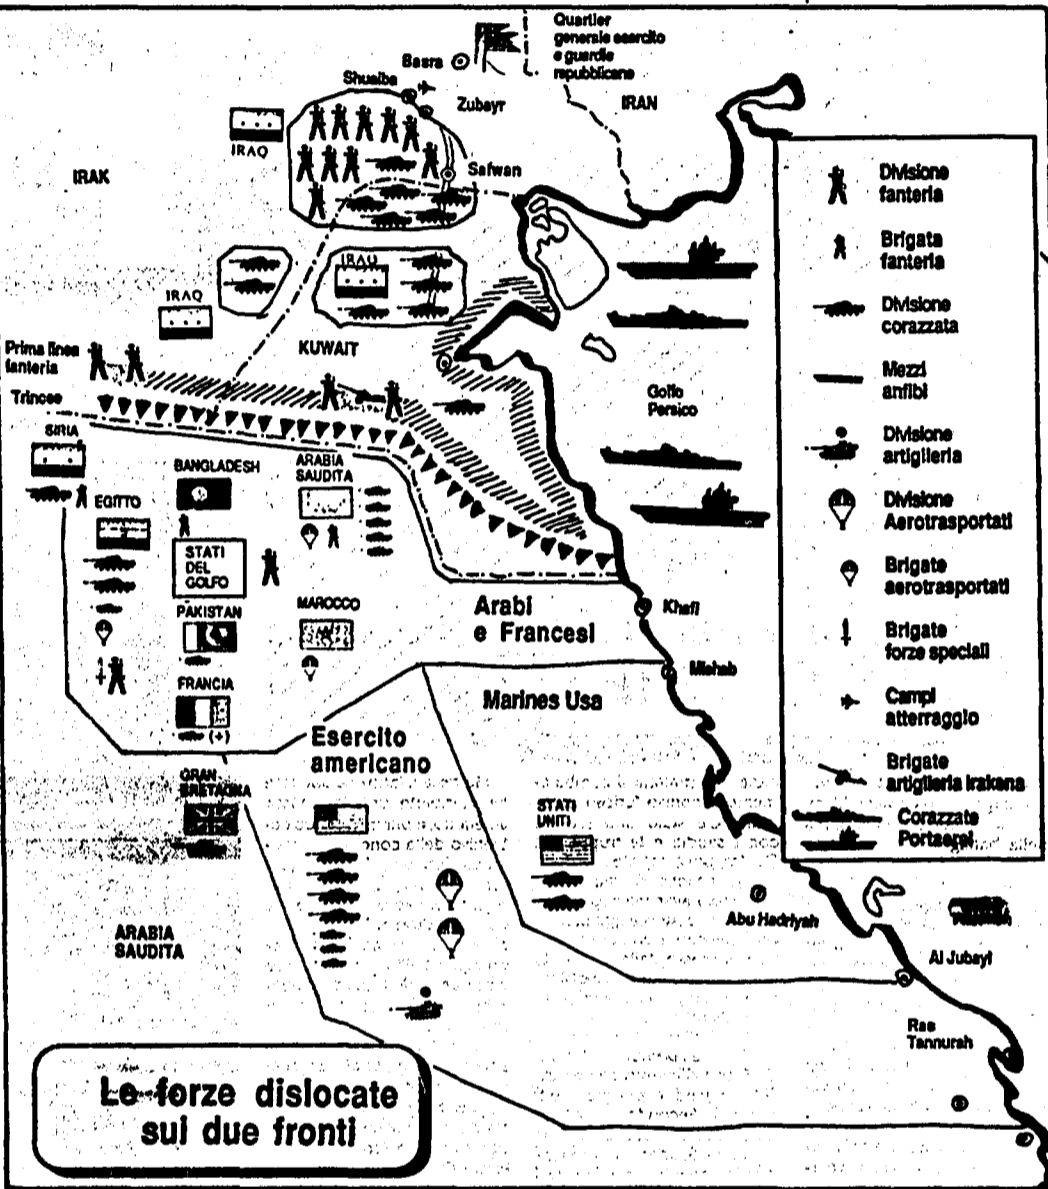 Quartier
generale esercito
e guardie
repubblicane
Basra
Shuaiba
Zubayr
IRAN
IRAQ
IRAK
Safwan
IRAQ
IRAQ
KUWAIT
Prima linea
fanteria
Trincee
Golfo
Persico
SIRIA
BANGLADESH
ARABIA
SAUDITA
EGITTO
STATI
DEL
GOLFO
PAKISTAN
MAROCCO
FRANCIA
(+)
Arabi
e Francesi
Khafi
Mishab
Marines Usa
Esercito
americano
GRAN
BRETAGNA
STATI
UNITI
ARABIA
SAUDITA
Abu Hadriyah
Al Jubayl
Ras
Tannurah
Divisione
fanteria
Brigata
fanteria
Divisione
corazzata
Mezzi
anfibi
Divisione
artiglieria
Divisione
Aerotrasportati
Brigate
aerotrasportati
Brigate
forze speciali
Campi
atterraggio
Brigate
artiglieria irakena
Corazzate
Portaerei
Le forze dislocate
sui due fronti